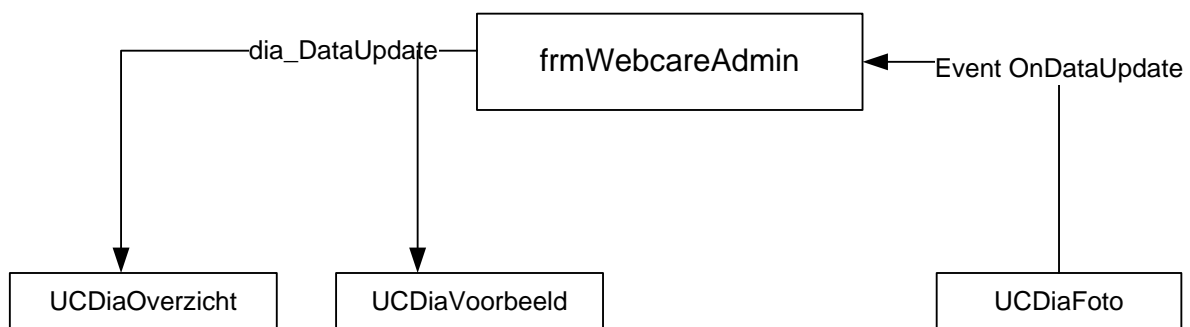 dia_DataUpdate
frmWebcareAdmin
Event OnDataUpdate
UCDiaOverzicht
UCDiaVoorbeeld
UCDiaFoto